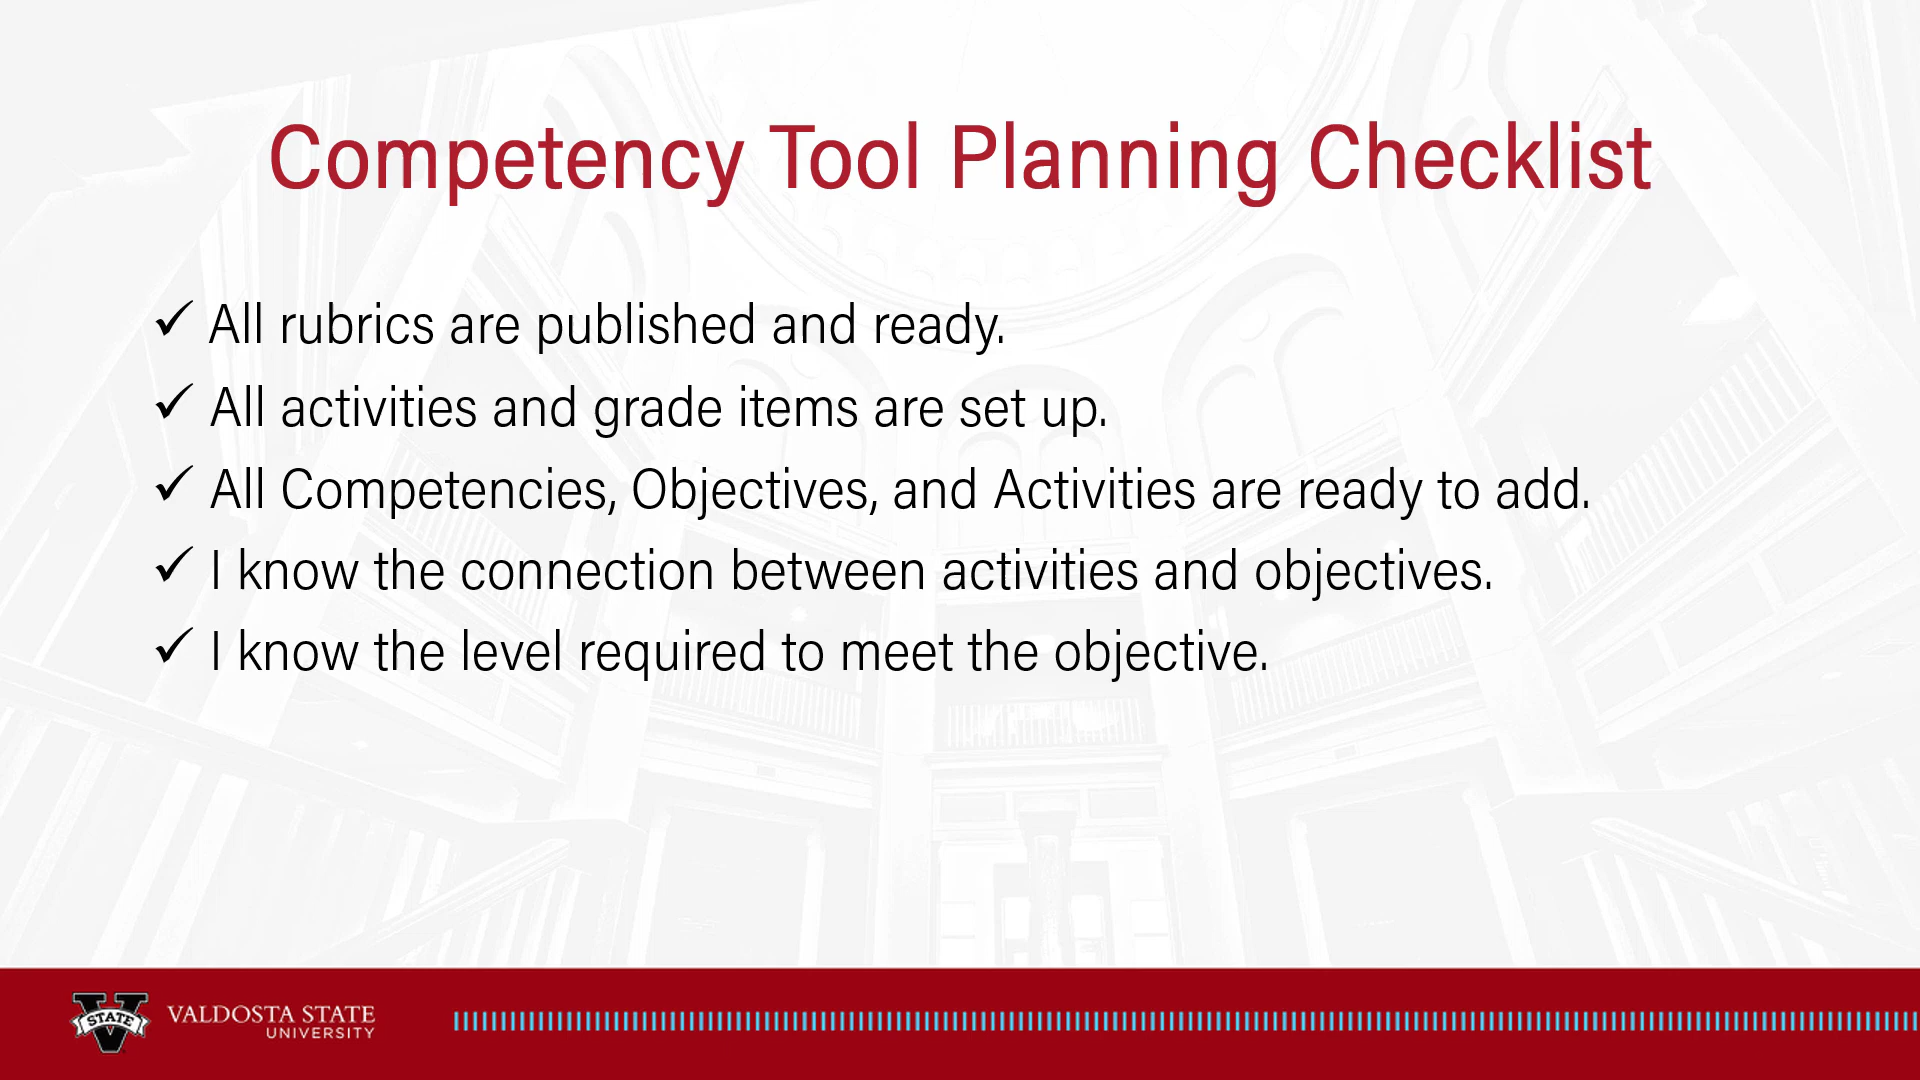 Competency Tool Planning Checklist
✓ All rubrics are published and ready.
✓ All activities and grade items are set up.
✓ All Competencies, Objectives, and Activities are ready to add.
✓ I know the connection between activities and objectives.
✓ I know the level required to meet the objective.
STATE
VALDOSTA STATE
UNIVERSITY